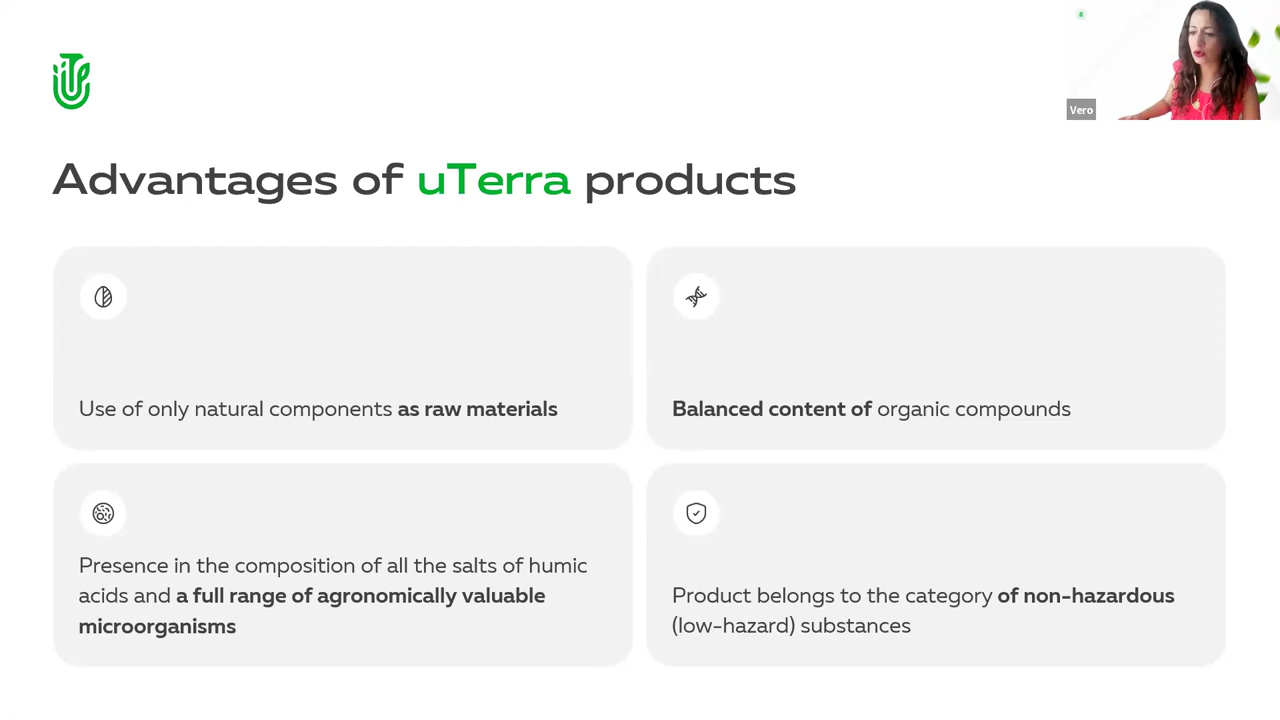 Vero
Advantages of uTerra products
Use of only natural components as raw materials
Balanced content of organic compounds
Presence in the composition of all the salts of humic
acids and a full range of agronomically valuable
microorganisms
Product belongs to the category of non-hazardous
(low-hazard) substances